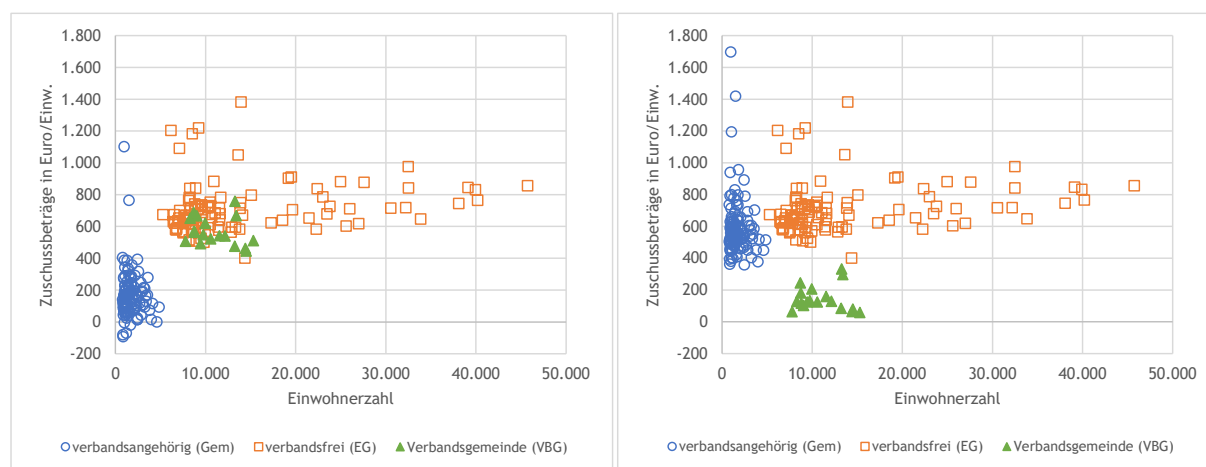 Zuschussbeträge in Euro/Einw.
1.800
1.600
1.400
1.200
1.000
800
600
400
200
0
-200
0 10.000 20.000 30.000 40.000 50.000
Einwohnerzahl
verbandsangehörig (Gem) verbandsfrei (EG) Verbandsgemeinde (VBG)
Zuschussbeträge in Euro/Einw.
1.800
1.600
1.400
1.200
1.000
800
600
400
200
0
-200
0 10.000 20.000 30.000 40.000 50.000
Einwohnerzahl
verbandsangehörig (Gem) verbandsfrei (EG) Verbandsgemeinde (VBG)